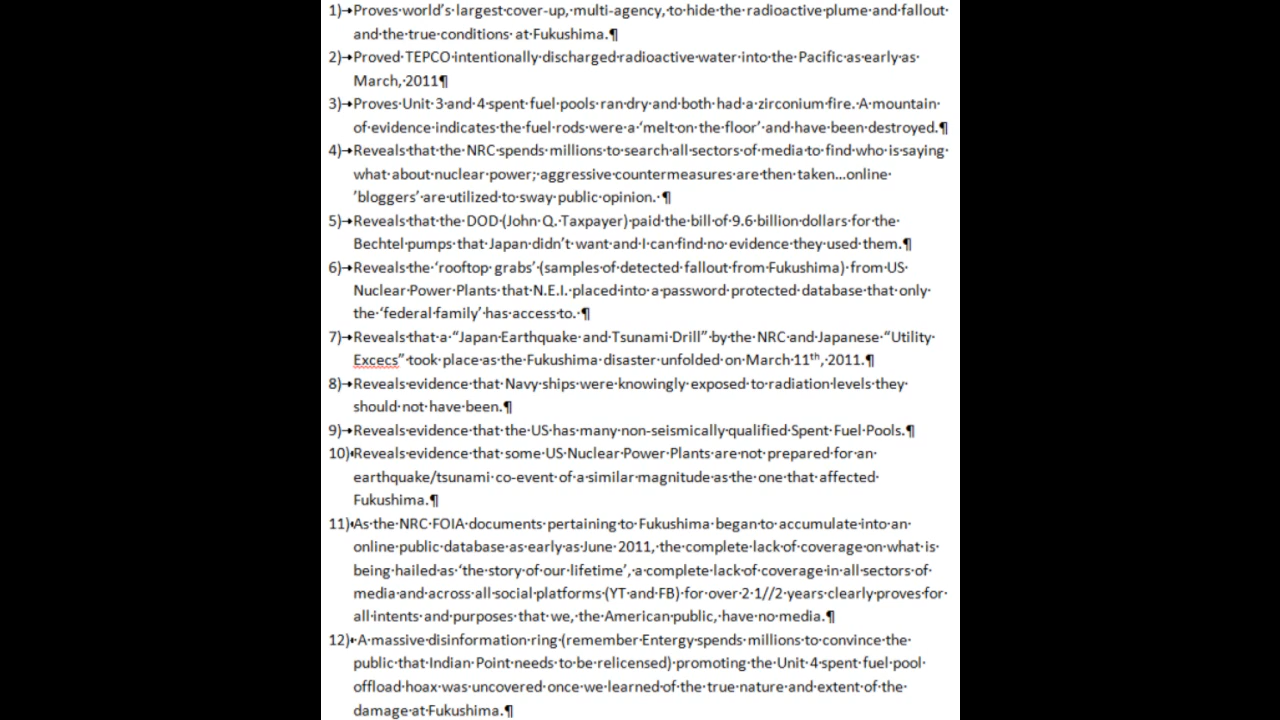 1) Proves world's largest cover-up, multi-agency, to hide the radioactive plume and fallout
and the true conditions at Fukushima.¶
2) Proved TEPCO intentionally discharged radioactive water into the Pacific as early as
March, 2011¶
3) Proves Unit 3 and 4 spent fuel pools ran dry and both had a zirconium fire. A mountain
of evidence indicates the fuel rods were a 'melt on the floor' and have been destroyed.¶
4) Reveals that the NRC spends millions to search all sectors of media to find who is saying
what about nuclear power; aggressive countermeasures are then taken…online
'bloggers' are utilized to sway public opinion. ¶
5) Reveals that the DOD (John Q. Taxpayer) paid the bill of 9.6 billion dollars for the
Bechtel pumps that Japan didn't want and I can find no evidence they used them.¶
6) Reveals the 'rooftop grabs' (samples of detected fallout from Fukushima) from US
Nuclear Power Plants that N.E.I. placed into a password protected database that only
the 'federal family' has access to. ¶
7) Reveals that a "Japan Earthquake and Tsunami Drill" by the NRC and Japanese "Utility
Excecs" took place as the Fukushima disaster unfolded on March 11th, 2011.¶
8) Reveals evidence that Navy ships were knowingly exposed to radiation levels they
should not have been.¶
9) Reveals evidence that the US has many non-seismically qualified Spent Fuel Pools.¶
10) Reveals evidence that some US Nuclear Power Plants are not prepared for an
earthquake/tsunami co-event of a similar magnitude as the one that affected
Fukushima.¶
11) As the NRC FOIA documents pertaining to Fukushima began to accumulate into an
online public database as early as June 2011, the complete lack of coverage on what is
being hailed as 'the story of our lifetime', a complete lack of coverage in all sectors of
media and across all social platforms (YT and FB) for over 2 1//2 years clearly proves for
all intents and purposes that we, the American public, have no media.¶
12) A massive disinformation ring (remember Entergy spends millions to convince the
public that Indian Point needs to be relicensed) promoting the Unit 4 spent fuel pool
offload hoax was uncovered once we learned of the true nature and extent of the
damage at Fukushima.¶